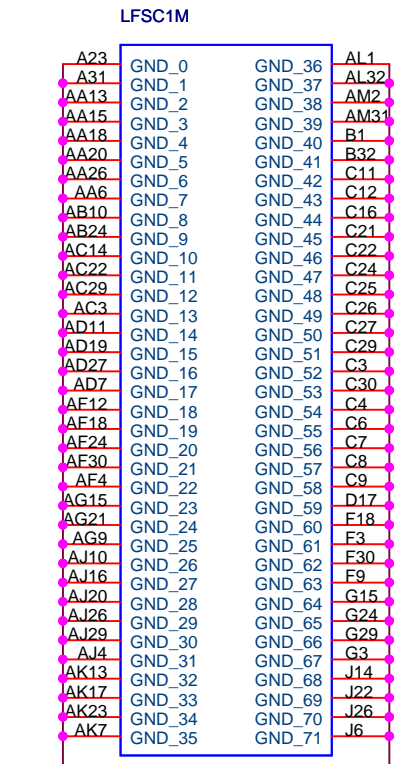 LFSC1M
A23 GND_0 GND_36 AL1
A31 GND_1 GND_37 AL32
AA13 GND_2 GND_38 AM2
AA15 GND_3 GND_39 AM31
AA18 GND_4 GND_40 B1
AA20 GND_5 GND_41 B32
AA26 GND_6 GND_42 C11
AA6 GND_7 GND_43 C12
AB10 GND_8 GND_44 C16
AB24 GND_9 GND_45 C21
AC14 GND_10 GND_46 C22
AC22 GND_11 GND_47 C24
AC29 GND_12 GND_48 C25
AC3 GND_13 GND_49 C26
AD11 GND_14 GND_50 C27
AD19 GND_15 GND_51 C29
AD27 GND_16 GND_52 C3
AD7 GND_17 GND_53 C30
AF12 GND_18 GND_54 C4
AF18 GND_19 GND_55 C6
AF24 GND_20 GND_56 C7
AF30 GND_21 GND_57 C8
AF4 GND_22 GND_58 C9
AG15 GND_23 GND_59 D17
AG21 GND_24 GND_60 F18
AG9 GND_25 GND_61 F3
AJ10 GND_26 GND_62 F30
AJ16 GND_27 GND_63 F9
AJ20 GND_28 GND_64 G15
AJ26 GND_29 GND_65 G24
AJ29 GND_30 GND_66 G29
AJ4 GND_31 GND_67 G3
AK13 GND_32 GND_68 J14
AK17 GND_33 GND_69 J22
AK23 GND_34 GND_70 J26
AK7 GND_35 GND_71 J6